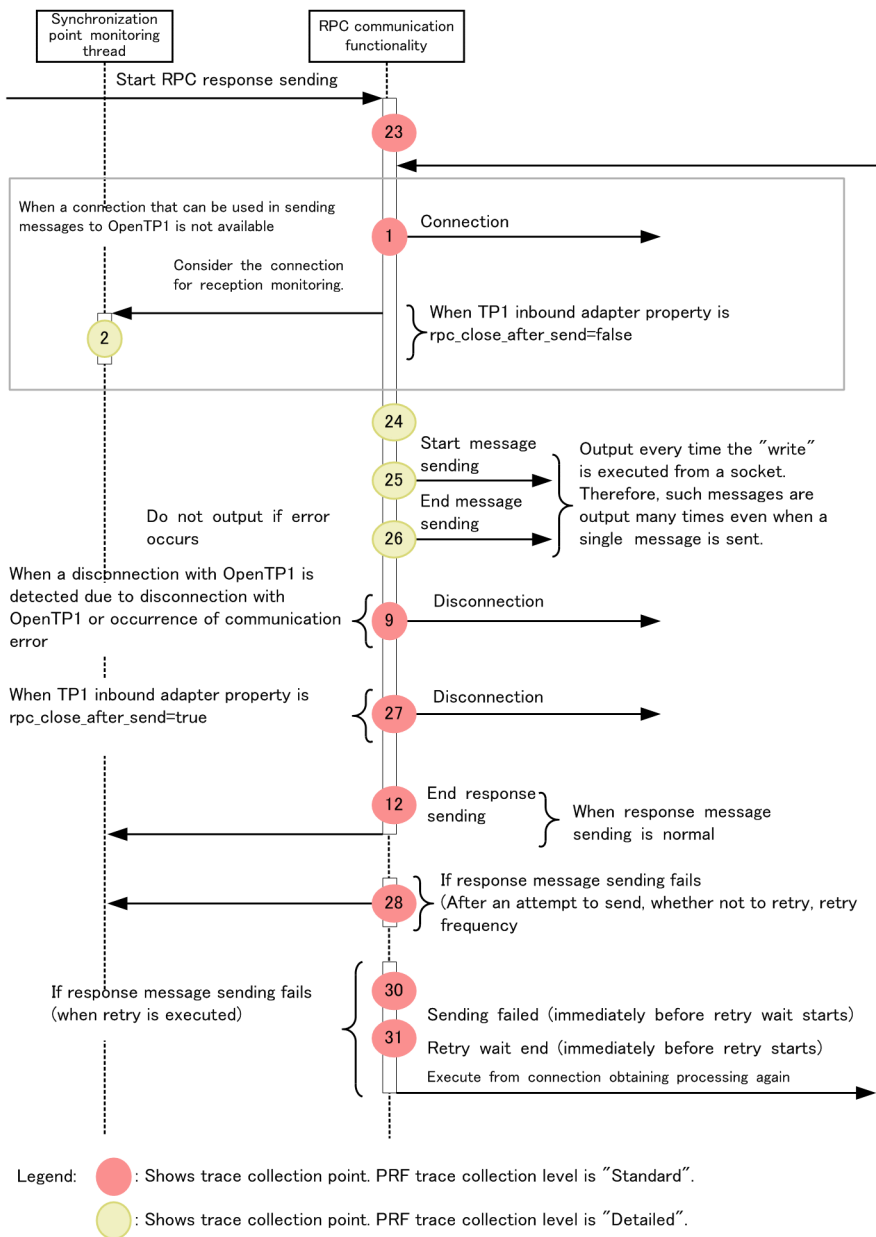 Synchronization
point monitoring
thread
RPC communication
functionality
Start RPC response sending
23
When a connection that can be used in sending
messages to OpenTP1 is not available
1
Connection
Consider the connection
for reception monitoring.
2
When TP1 inbound adapter property is
rpc_close_after_send=false
24
Start message
sending
25
End message
sending
26
Output every time the "write"
is executed from a socket.
Therefore, such messages are
output many times even when a
single message is sent.
Do not output if error
occurs
When a disconnection with OpenTP1 is
detected due to disconnection with
OpenTP1 or occurrence of communication
error
9
Disconnection
When TP1 inbound adapter property is
rpc_close_after_send=true
27
Disconnection
12
End response
sending
When response message
sending is normal
28
If response message sending fails
(After an attempt to send, whether not to retry, retry
frequency
If response message sending fails
(when retry is executed)
30
Sending failed (immediately before retry wait starts)
31
Retry wait end (immediately before retry starts)
Execute from connection obtaining processing again
Legend:
: Shows trace collection point. PRF trace collection level is "Standard".
: Shows trace collection point. PRF trace collection level is "Detailed".